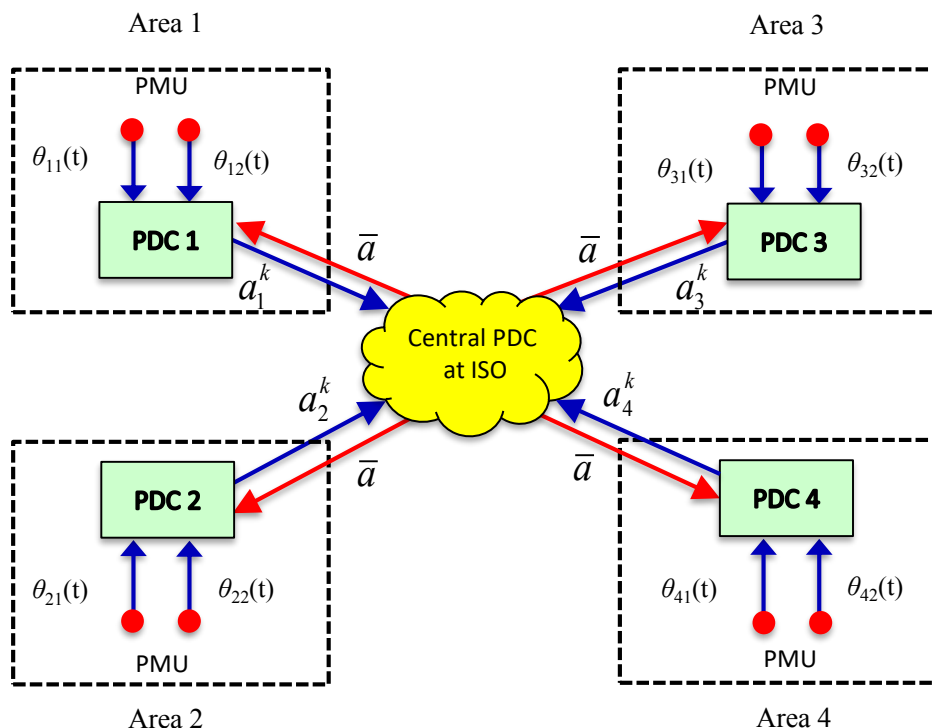 Area 1
PMU
θ₁₁(t)
θ₁₂(t)
PDC 1
a̅
a₁ᵏ
Area 3
PMU
θ₃₁(t)
θ₃₂(t)
PDC 3
a̅
a₃ᵏ
Central PDC
at ISO
a₂ᵏ
a̅
PDC 2
θ₂₁(t)
θ₂₂(t)
PMU
Area 2
a₄ᵏ
a̅
PDC 4
θ₄₁(t)
θ₄₂(t)
PMU
Area 4